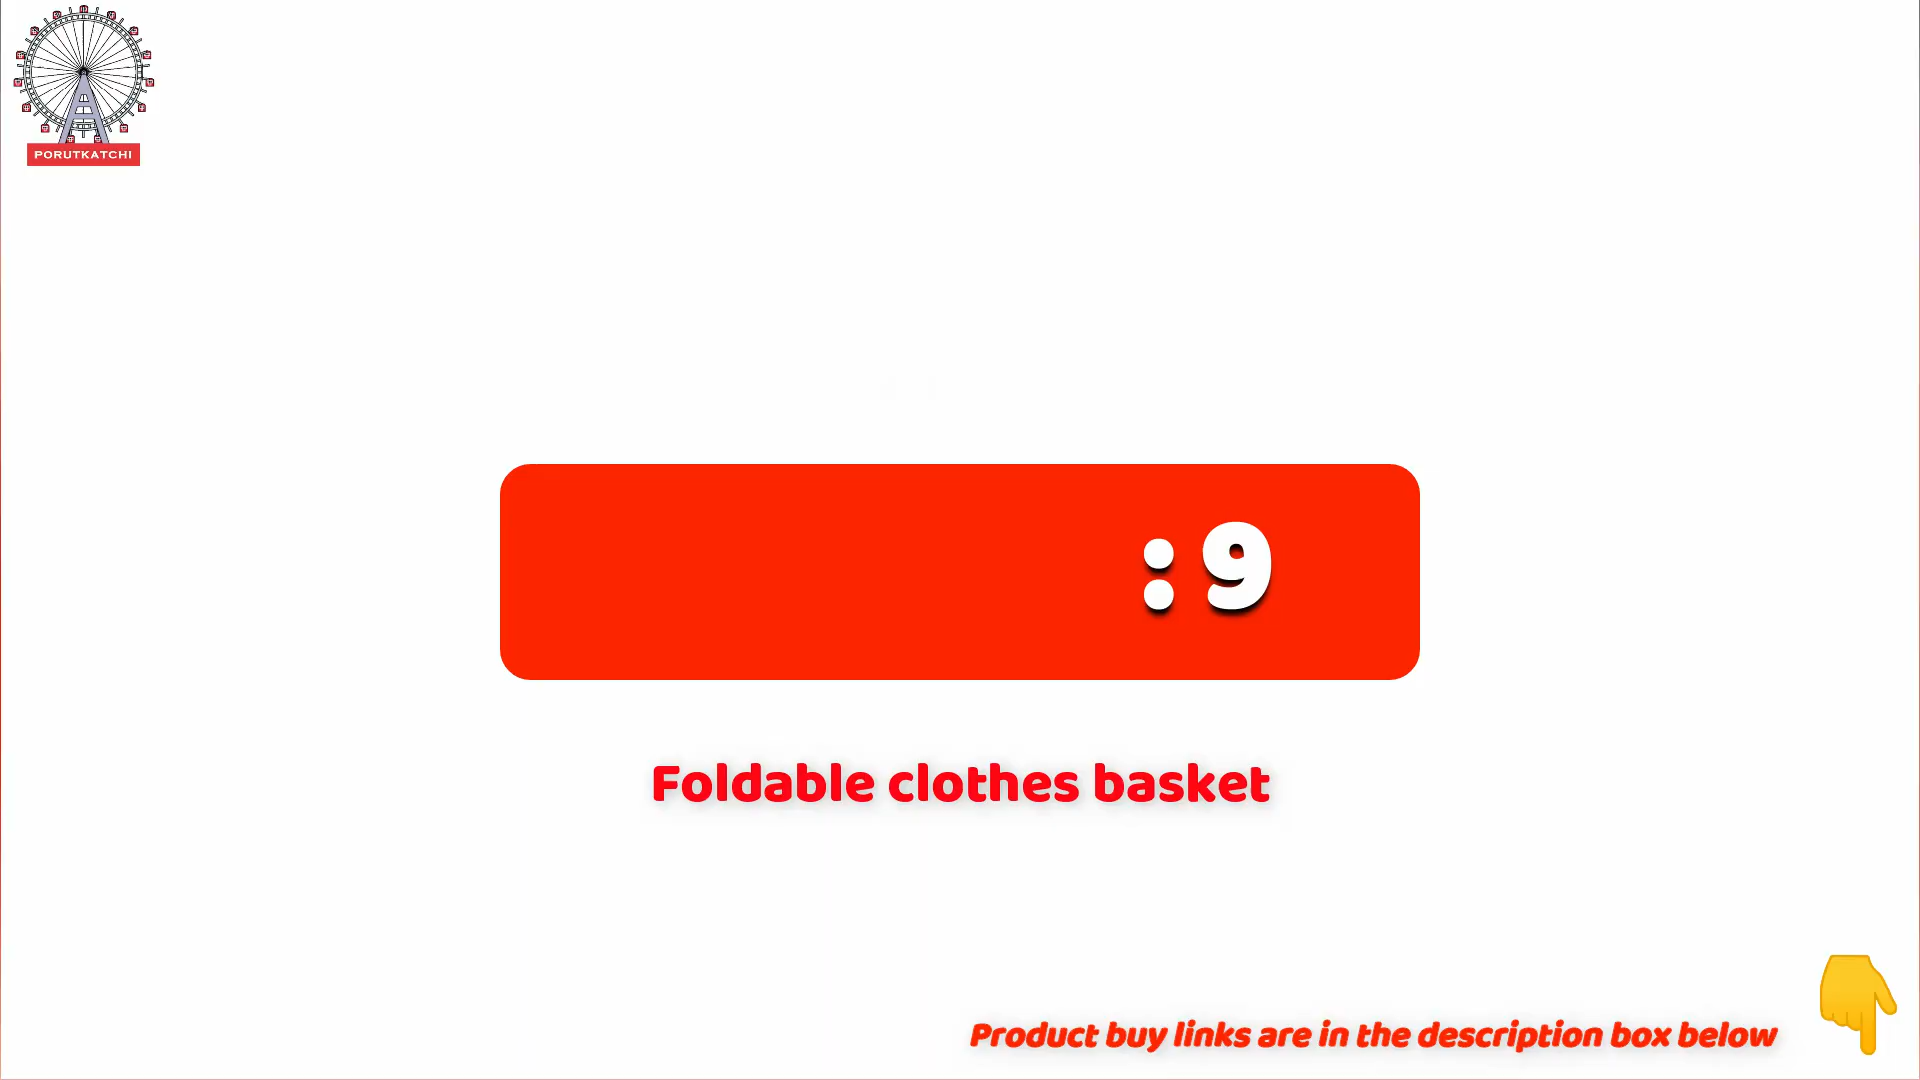 PORUTKATCHI
: 9
Foldable clothes basket
Product buy links are in the description box below